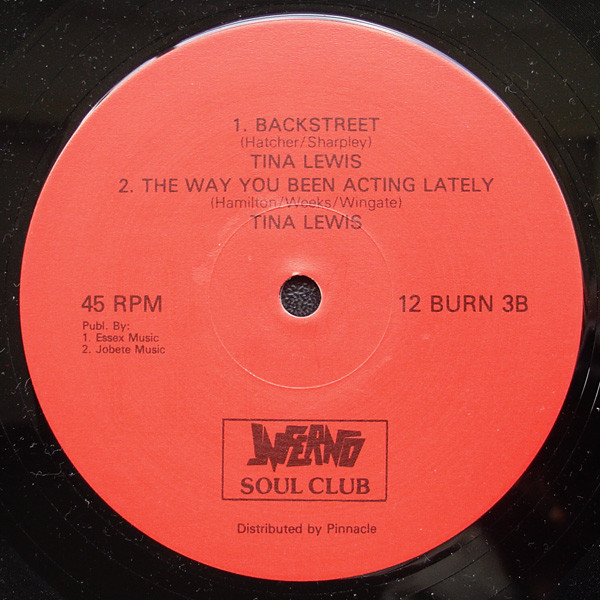 1. BACKSTREET
(Hatcher/Sharpley)
TINA LEWIS
2. THE WAY YOU BEEN ACTING LATELY
(Hamilton/Weeks/Wingate)
TINA LEWIS
45 RPM
12 BURN 3B
Publ. By:
1. Essex Music
2. Jobete Music
INFERNO
SOUL CLUB
Distributed by Pinnacle